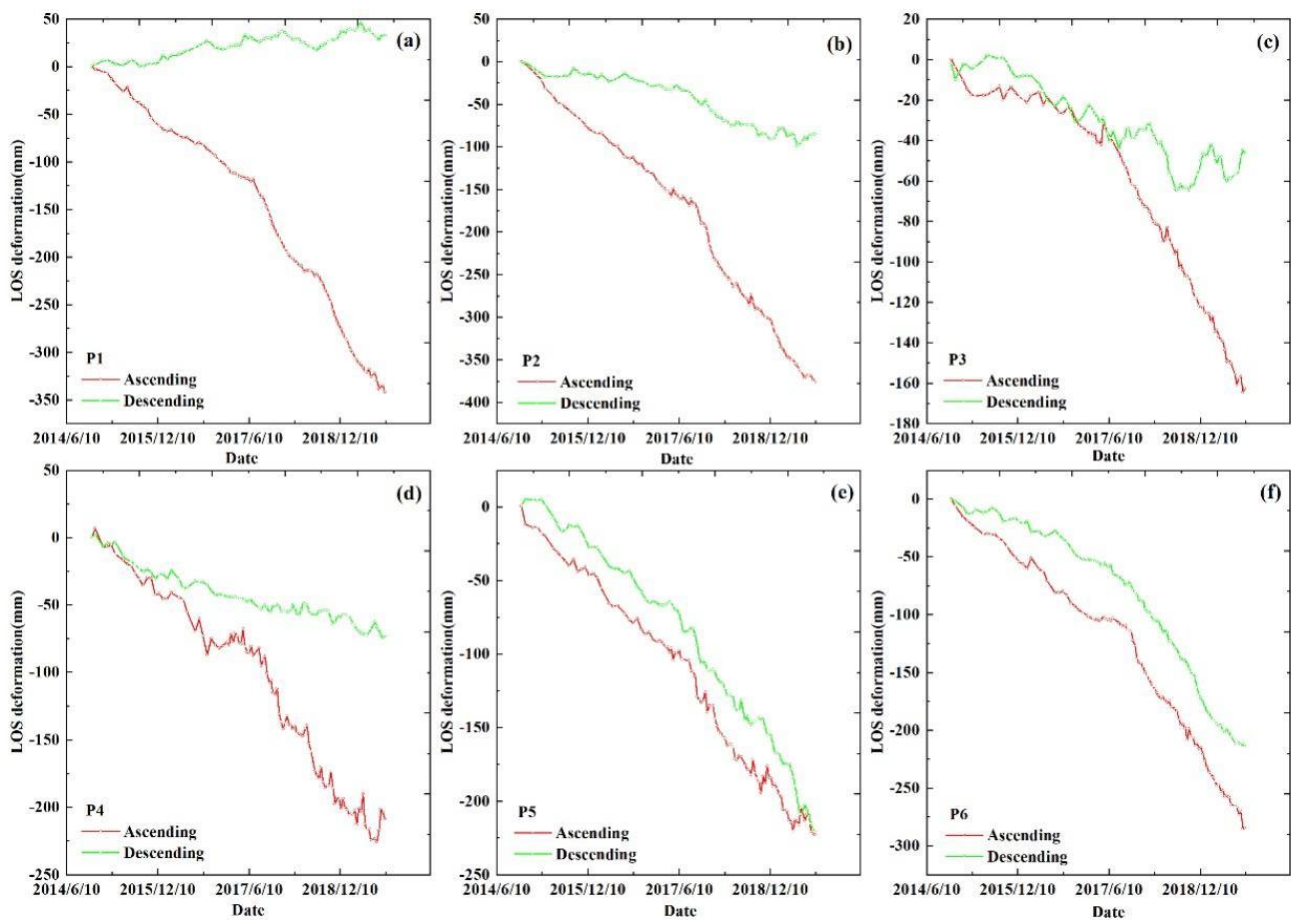 50
0
-50
-100
-150
-200
-250
-300
-350
LOS deformation(mm)
(a)
P1
Ascending
Descending
2014/6/10 2015/12/10 2017/6/10 2018/12/10
Date
50
0
-50
-100
-150
-200
-250
-300
-350
-400
LOS deformation(mm)
(b)
P2
Ascending
Descending
2014/6/10 2015/12/10 2017/6/10 2018/12/10
Date
20
0
-20
-40
-60
-80
-100
-120
-140
-160
-180
LOS deformation(mm)
(c)
P3
Ascending
Descending
2014/6/10 2015/12/10 2017/6/10 2018/12/10
Date
50
0
-50
-100
-150
-200
-250
LOS deformation(mm)
(d)
P4
Ascending
Descending
2014/6/10 2015/12/10 2017/6/10 2018/12/10
Date
0
-50
-100
-150
-200
-250
LOS deformation(mm)
(e)
P5
Ascending
Descending
2014/6/10 2015/12/10 2017/6/10 2018/12/10
Date
0
-50
-100
-150
-200
-250
-300
LOS deformation(mm)
(f)
P6
Ascending
Descending
2014/6/10 2015/12/10 2017/6/10 2018/12/10
Date